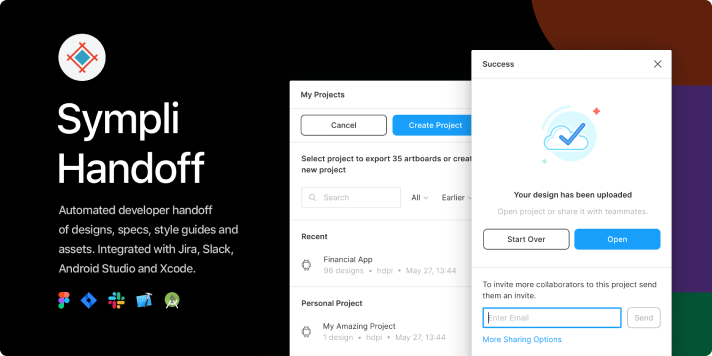 Sympli
Handoff
Automated developer handoff
of designs, specs, style guides and
assets. Integrated with Jira, Slack,
Android Studio and Xcode.
My Projects
Cancel
Create Project
Select project to export 35 artboards or creat
new project
Search
All
Earlier
Recent
Financial App
96 designs • hdpi • May 27, 13:44
Personal Project
My Amazing Project
1 design • hdpi • May 27, 13:44
Success
Your design has been uploaded
Open project or share it with teammates.
Start Over
Open
To invite more collaborators to this project send
them an invite.
Enter Email
Send
More Sharing Options